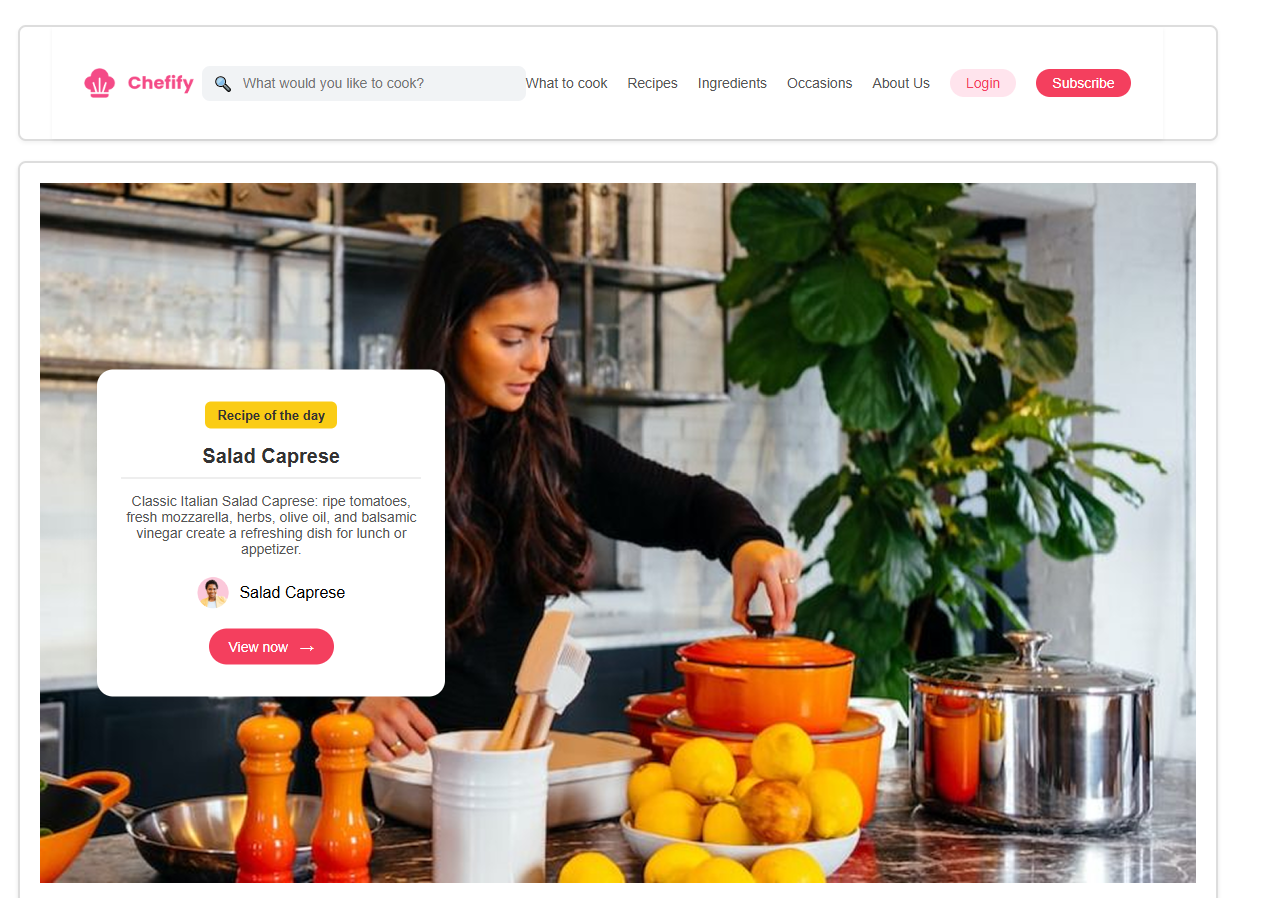 Chefify
What would you like to cook?
What to cook
Recipes
Ingredients
Occasions
About Us
Login
Subscribe
Recipe of the day
Salad Caprese
Classic Italian Salad Caprese: ripe tomatoes,
fresh mozzarella, herbs, olive oil, and balsamic
vinegar create a refreshing dish for lunch or
appetizer.
Salad Caprese
View now →